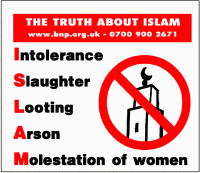 THE TRUTH ABOUT ISLAM
www.bnp.org.uk - 0700 900 2671
Intolerance
Slaughter
Looting
Arson
Molestation of women